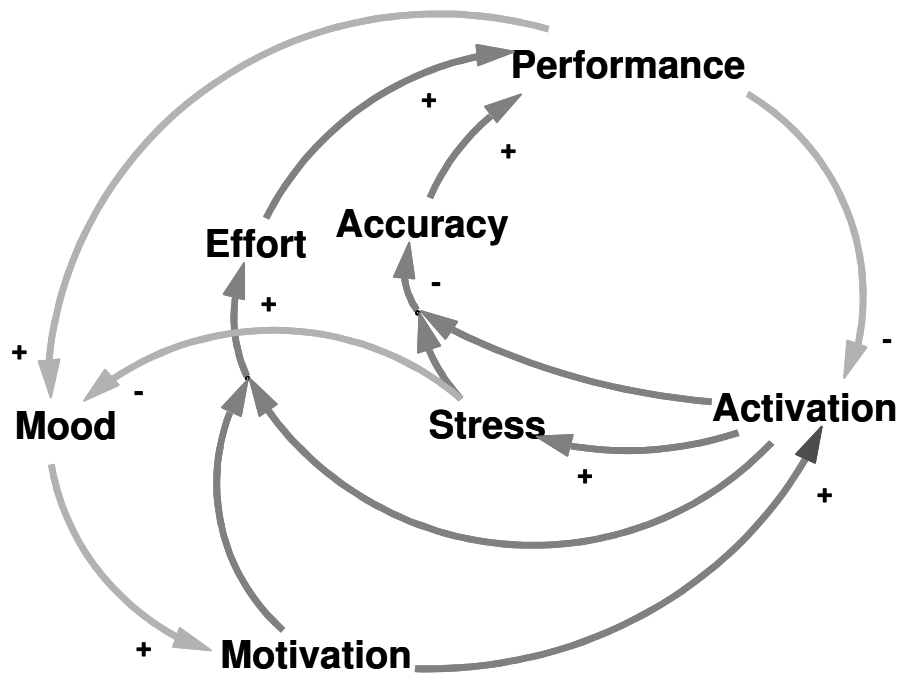 Performance
+
+
Accuracy
Effort
-
+
-
+
-
Activation
Mood
Stress
+
+
+
Motivation